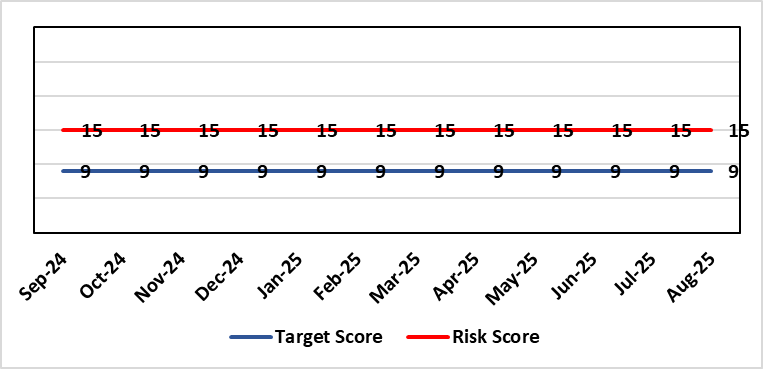 15 15 15 15 15 15 15 15 15 15 15 15
9 9 9 9 9 9 9 9 9 9 9 9
Sep-24 Oct-24 Nov-24 Dec-24 Jan-25 Feb-25 Mar-25 Apr-25 May-25 Jun-25 Jul-25 Aug-25
Target Score Risk Score